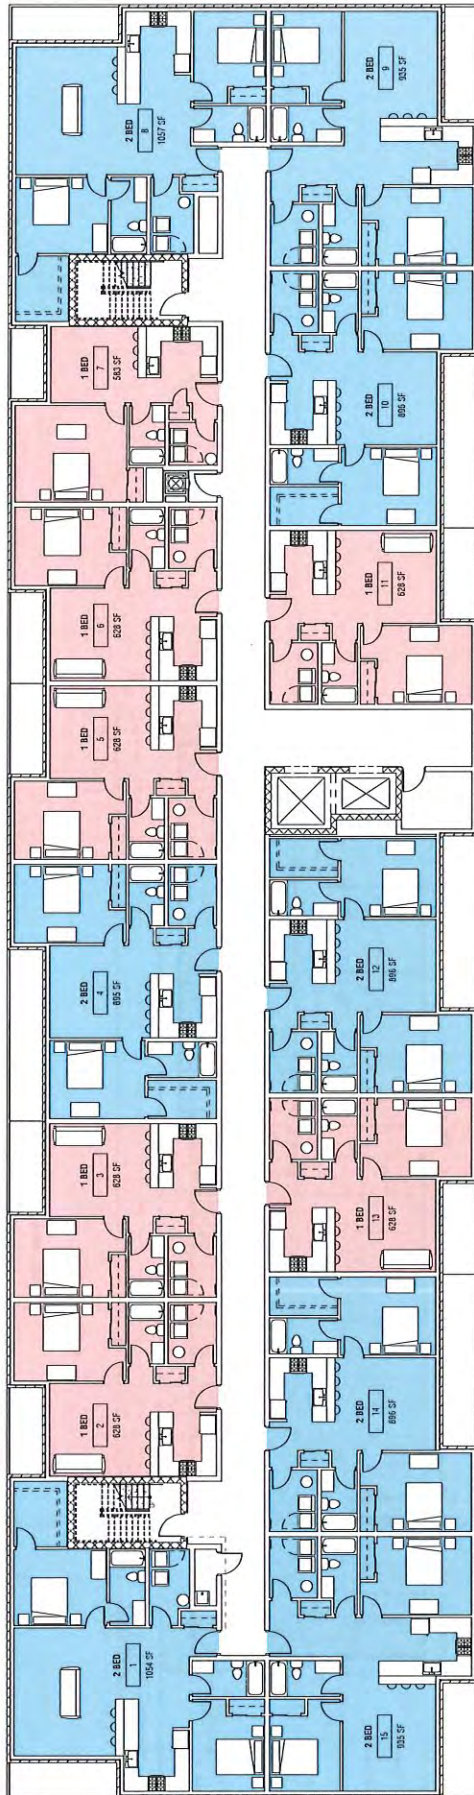 2 BED
8
1057 SF
2 BED
9
935 SF
1 BED
7
583 SF
2 BED
10
895 SF
1 BED
6
628 SF
1 BED
11
628 SF
1 BED
5
628 SF
2 BED
4
895 SF
2 BED
12
896 SF
1 BED
3
628 SF
1 BED
13
628 SF
1 BED
2
628 SF
2 BED
14
896 SF
2 BED
1
1054 SF
2 BED
15
935 SF